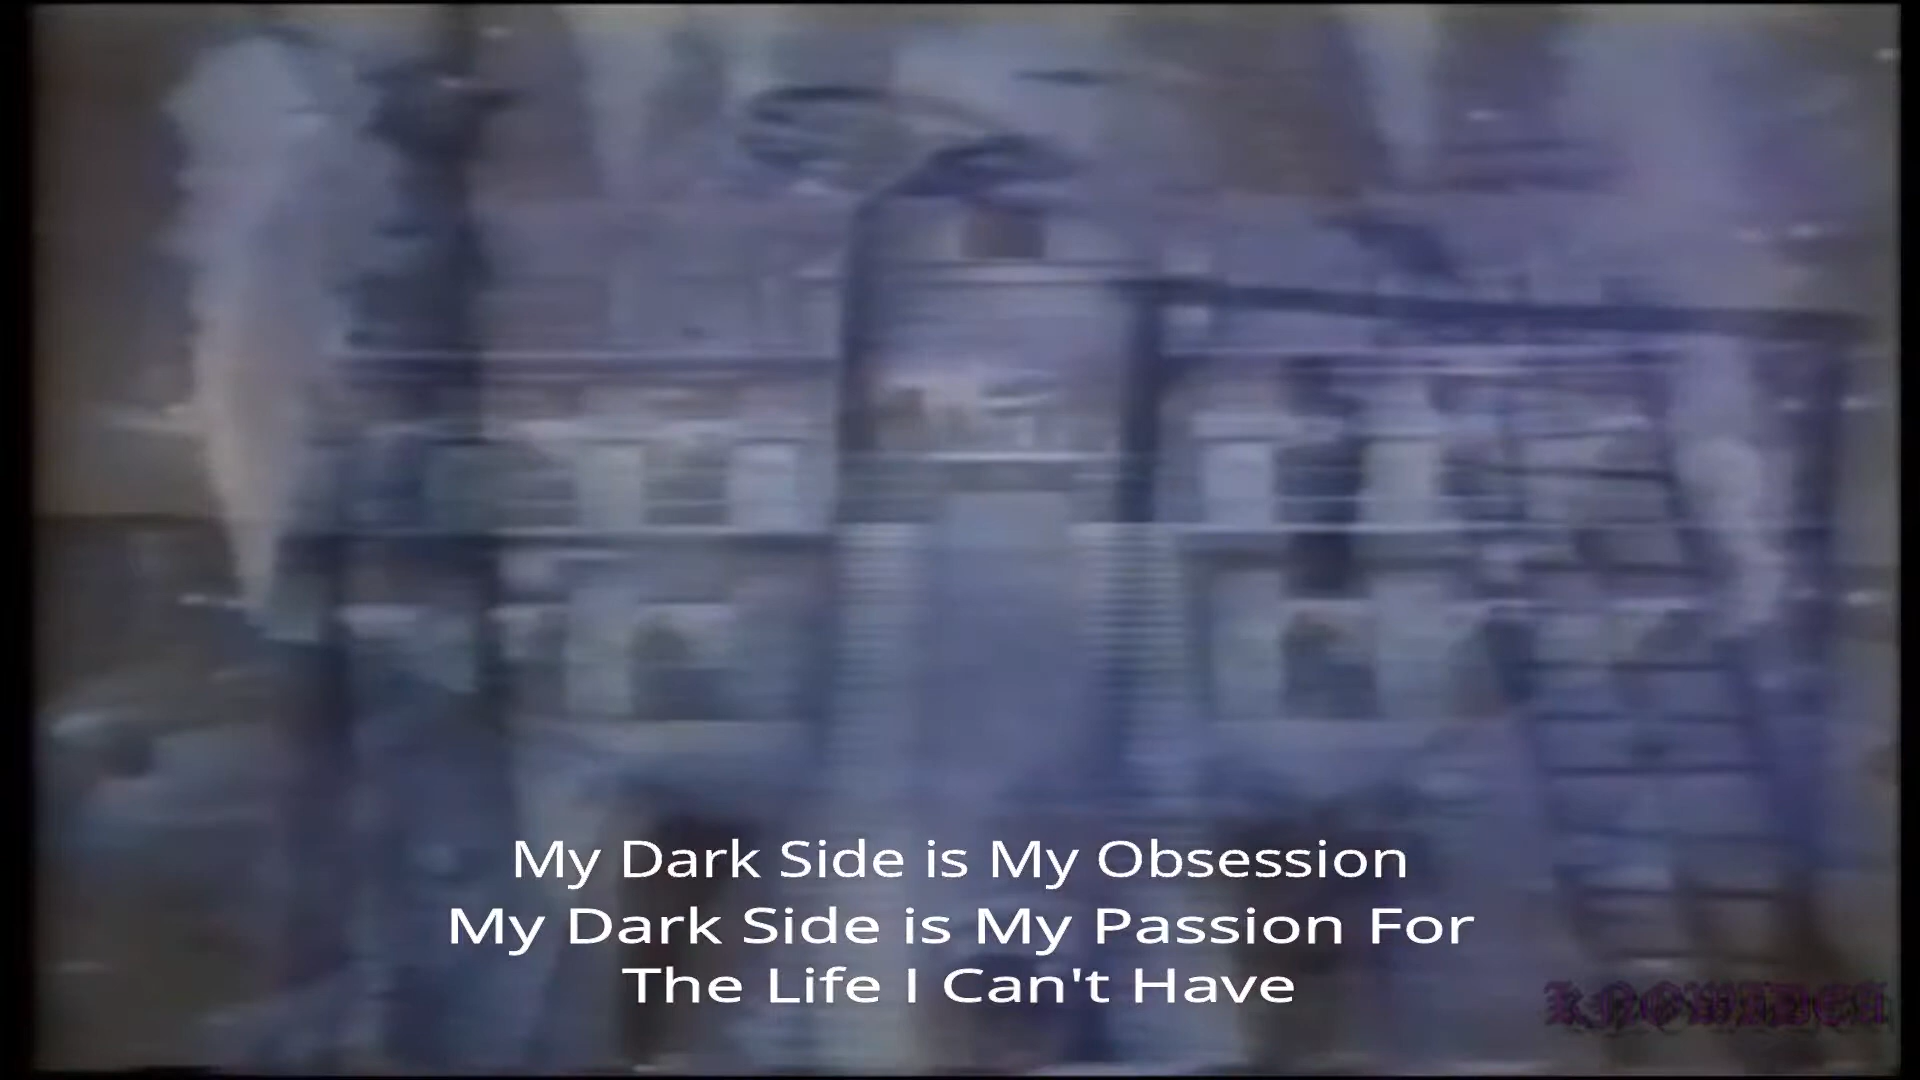 My Dark Side is My Obsession
My Dark Side is My Passion For
The Life I Can't Have